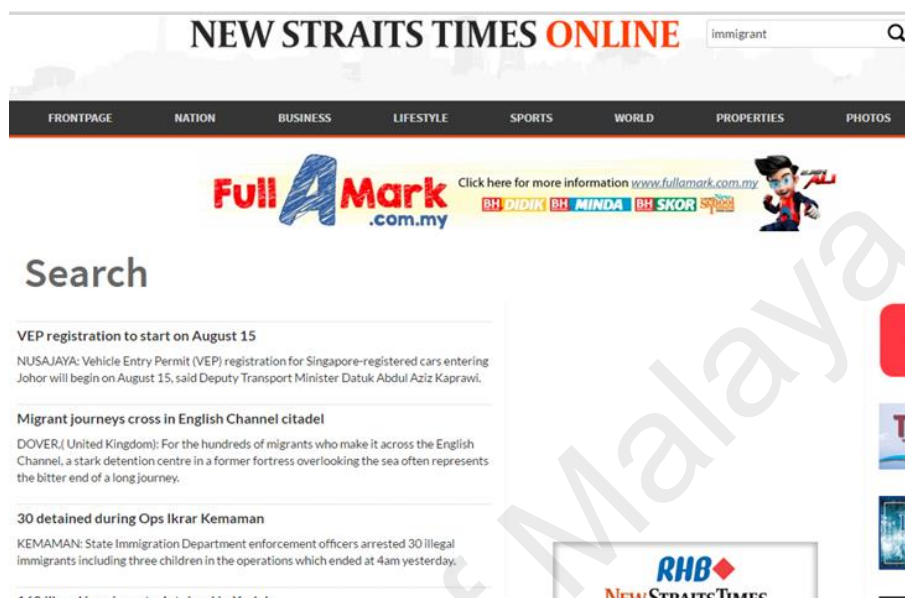 NEW STRAITS TIMES ONLINE
immigrant
FRONTPAGE NATION BUSINESS LIFESTYLE SPORTS WORLD PROPERTIES PHOTOS
Full A Mark
.com.my
Click here for more information www.fullamark.com.my
BH DIDIK BH MINDA BH SKOR
ALI
Search
VEP registration to start on August 15
NUSAJAYA: Vehicle Entry Permit (VEP) registration for Singapore-registered cars entering
Johor will begin on August 15, said Deputy Transport Minister Datuk Abdul Aziz Kaprawi.
Migrant journeys cross in English Channel citadel
DOVER,( United Kingdom): For the hundreds of migrants who make it across the English
Channel, a stark detention centre in a former fortress overlooking the sea often represents
the bitter end of a long journey.
30 detained during Ops Ikrar Kemaman
KEMAMAN: State Immigration Department enforcement officers arrested 30 illegal
immigrants including three children in the operations which ended at 4am yesterday.
RHB
NEW STRAITS TIMES
of Malaya